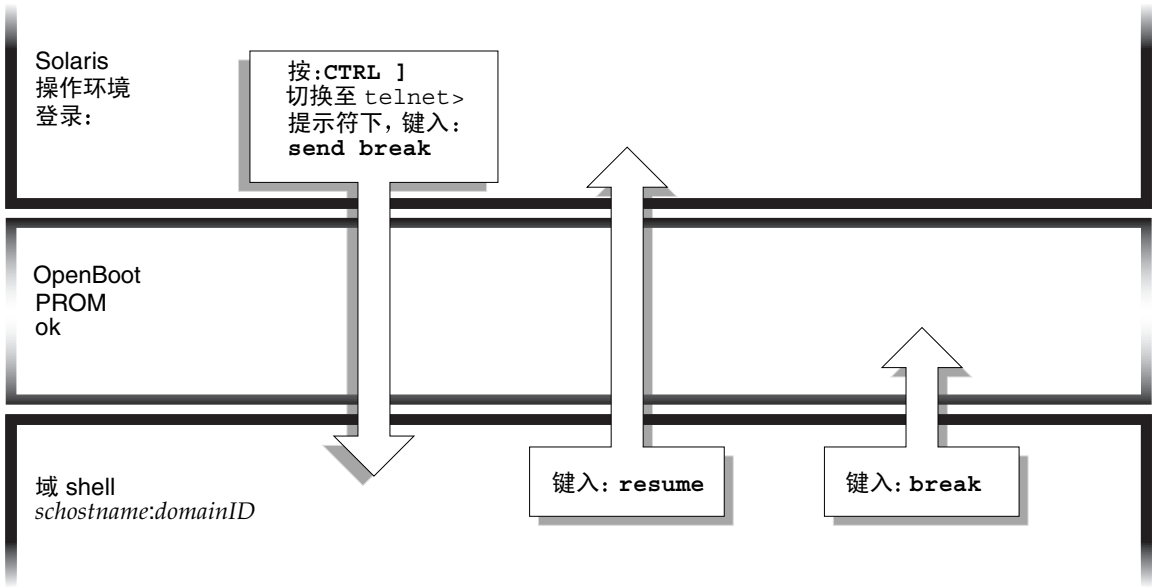 Solaris
操作环境
登录：
按：CTRL ]
切换至 telnet>
提示符下，键入：
send break
OpenBoot
PROM
ok
域 shell
schostname:domainID
键入：resume
键入：break